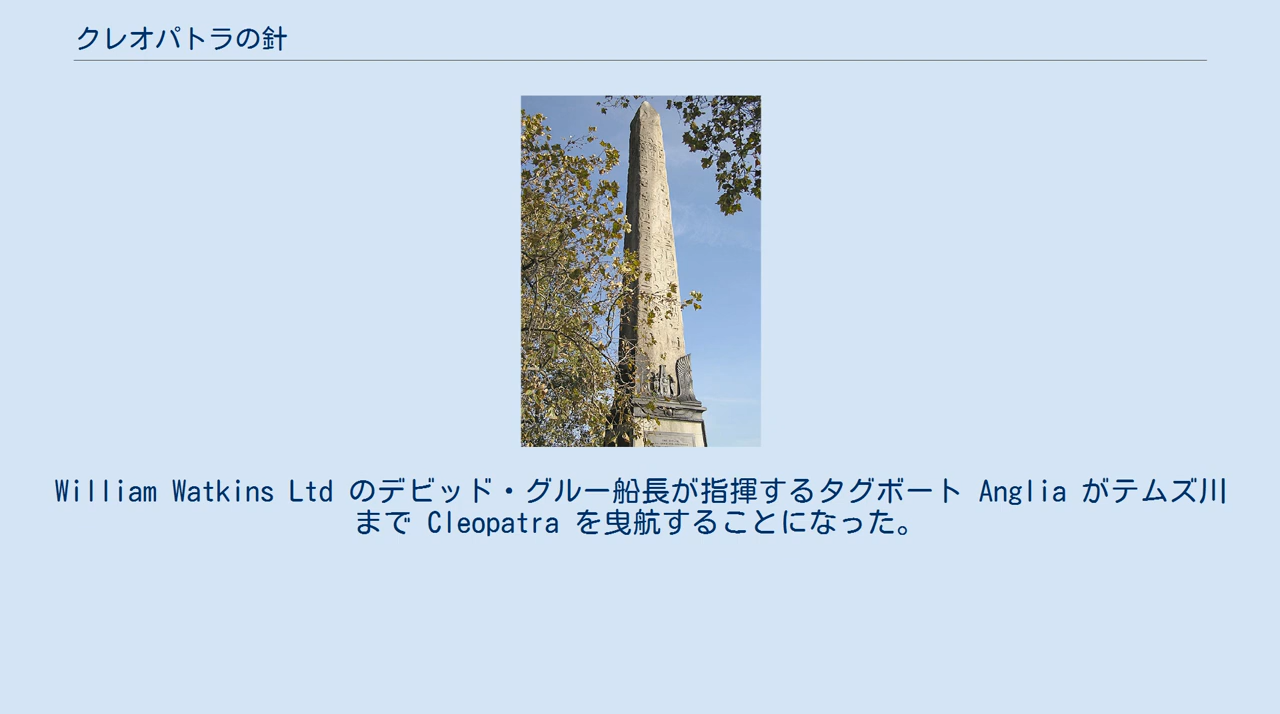 クレオパトラの針
William Watkins Ltd のデビッド・グルー船長が指揮するタグボート Anglia がテムズ川
まで Cleopatra を曳航することになった。